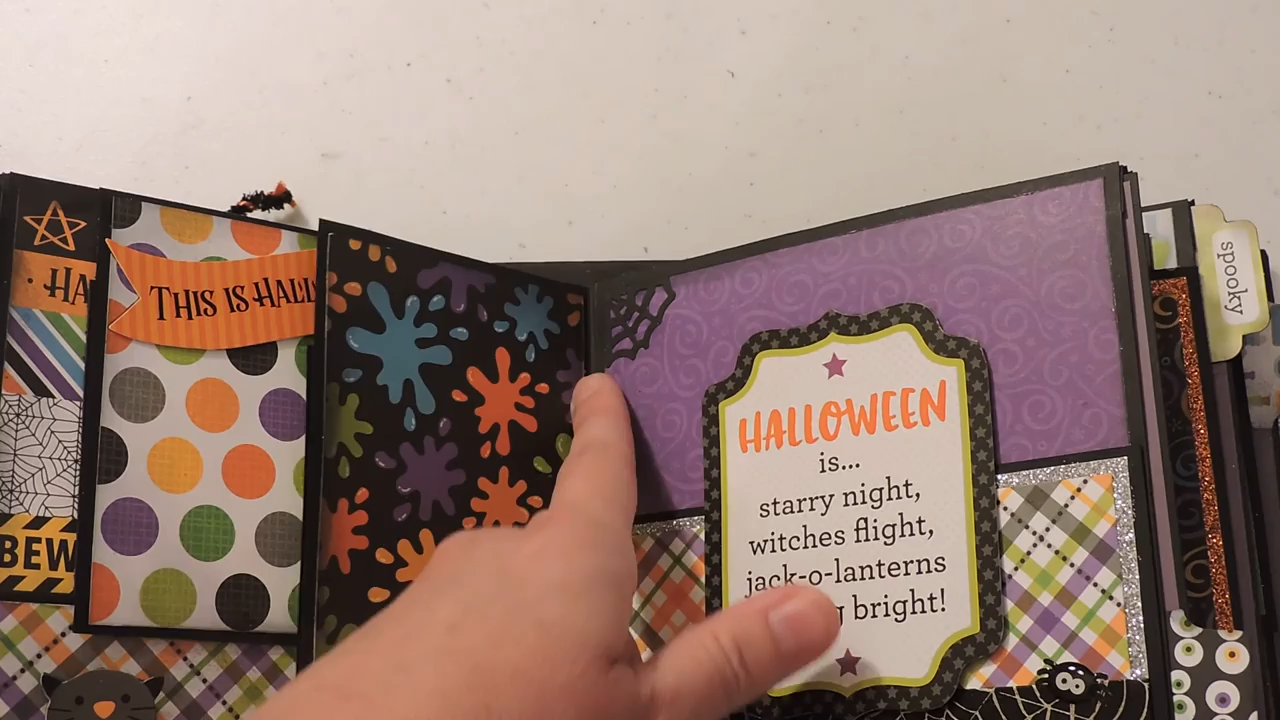 HA
BEW
THIS IS HALL
HALLOWEEN
is...
starry night,
witches flight,
jack-o-lanterns
bright!
spooky